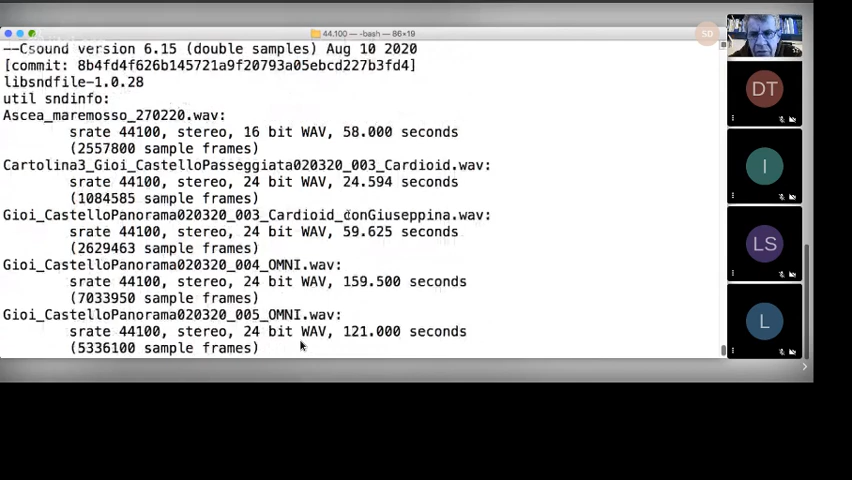 44.100 — -bash — 86×19
SD
--Csound version 6.15 (double samples) Aug 10 2020
[commit: 8b4fd4f626b145721a9f20793a05ebcd227b3fd4]
libsndfile-1.0.28
util sndinfo:
Ascea_maremosso_270220.wav:
srate 44100, stereo, 16 bit WAV, 58.000 seconds
(2557800 sample frames)
Cartolina3_Gioi_CastelloPasseggiata020320_003_Cardioid.wav:
srate 44100, stereo, 24 bit WAV, 24.594 seconds
(1084585 sample frames)
Gioi_CastelloPanorama020320_003_Cardioid_conGiuseppina.wav:
srate 44100, stereo, 24 bit WAV, 59.625 seconds
(2629463 sample frames)
Gioi_CastelloPanorama020320_004_OMNI.wav:
srate 44100, stereo, 24 bit WAV, 159.500 seconds
(7033950 sample frames)
Gioi_CastelloPanorama020320_005_OMNI.wav:
srate 44100, stereo, 24 bit WAV, 121.000 seconds
(5336100 sample frames)
DT
I
LS
L